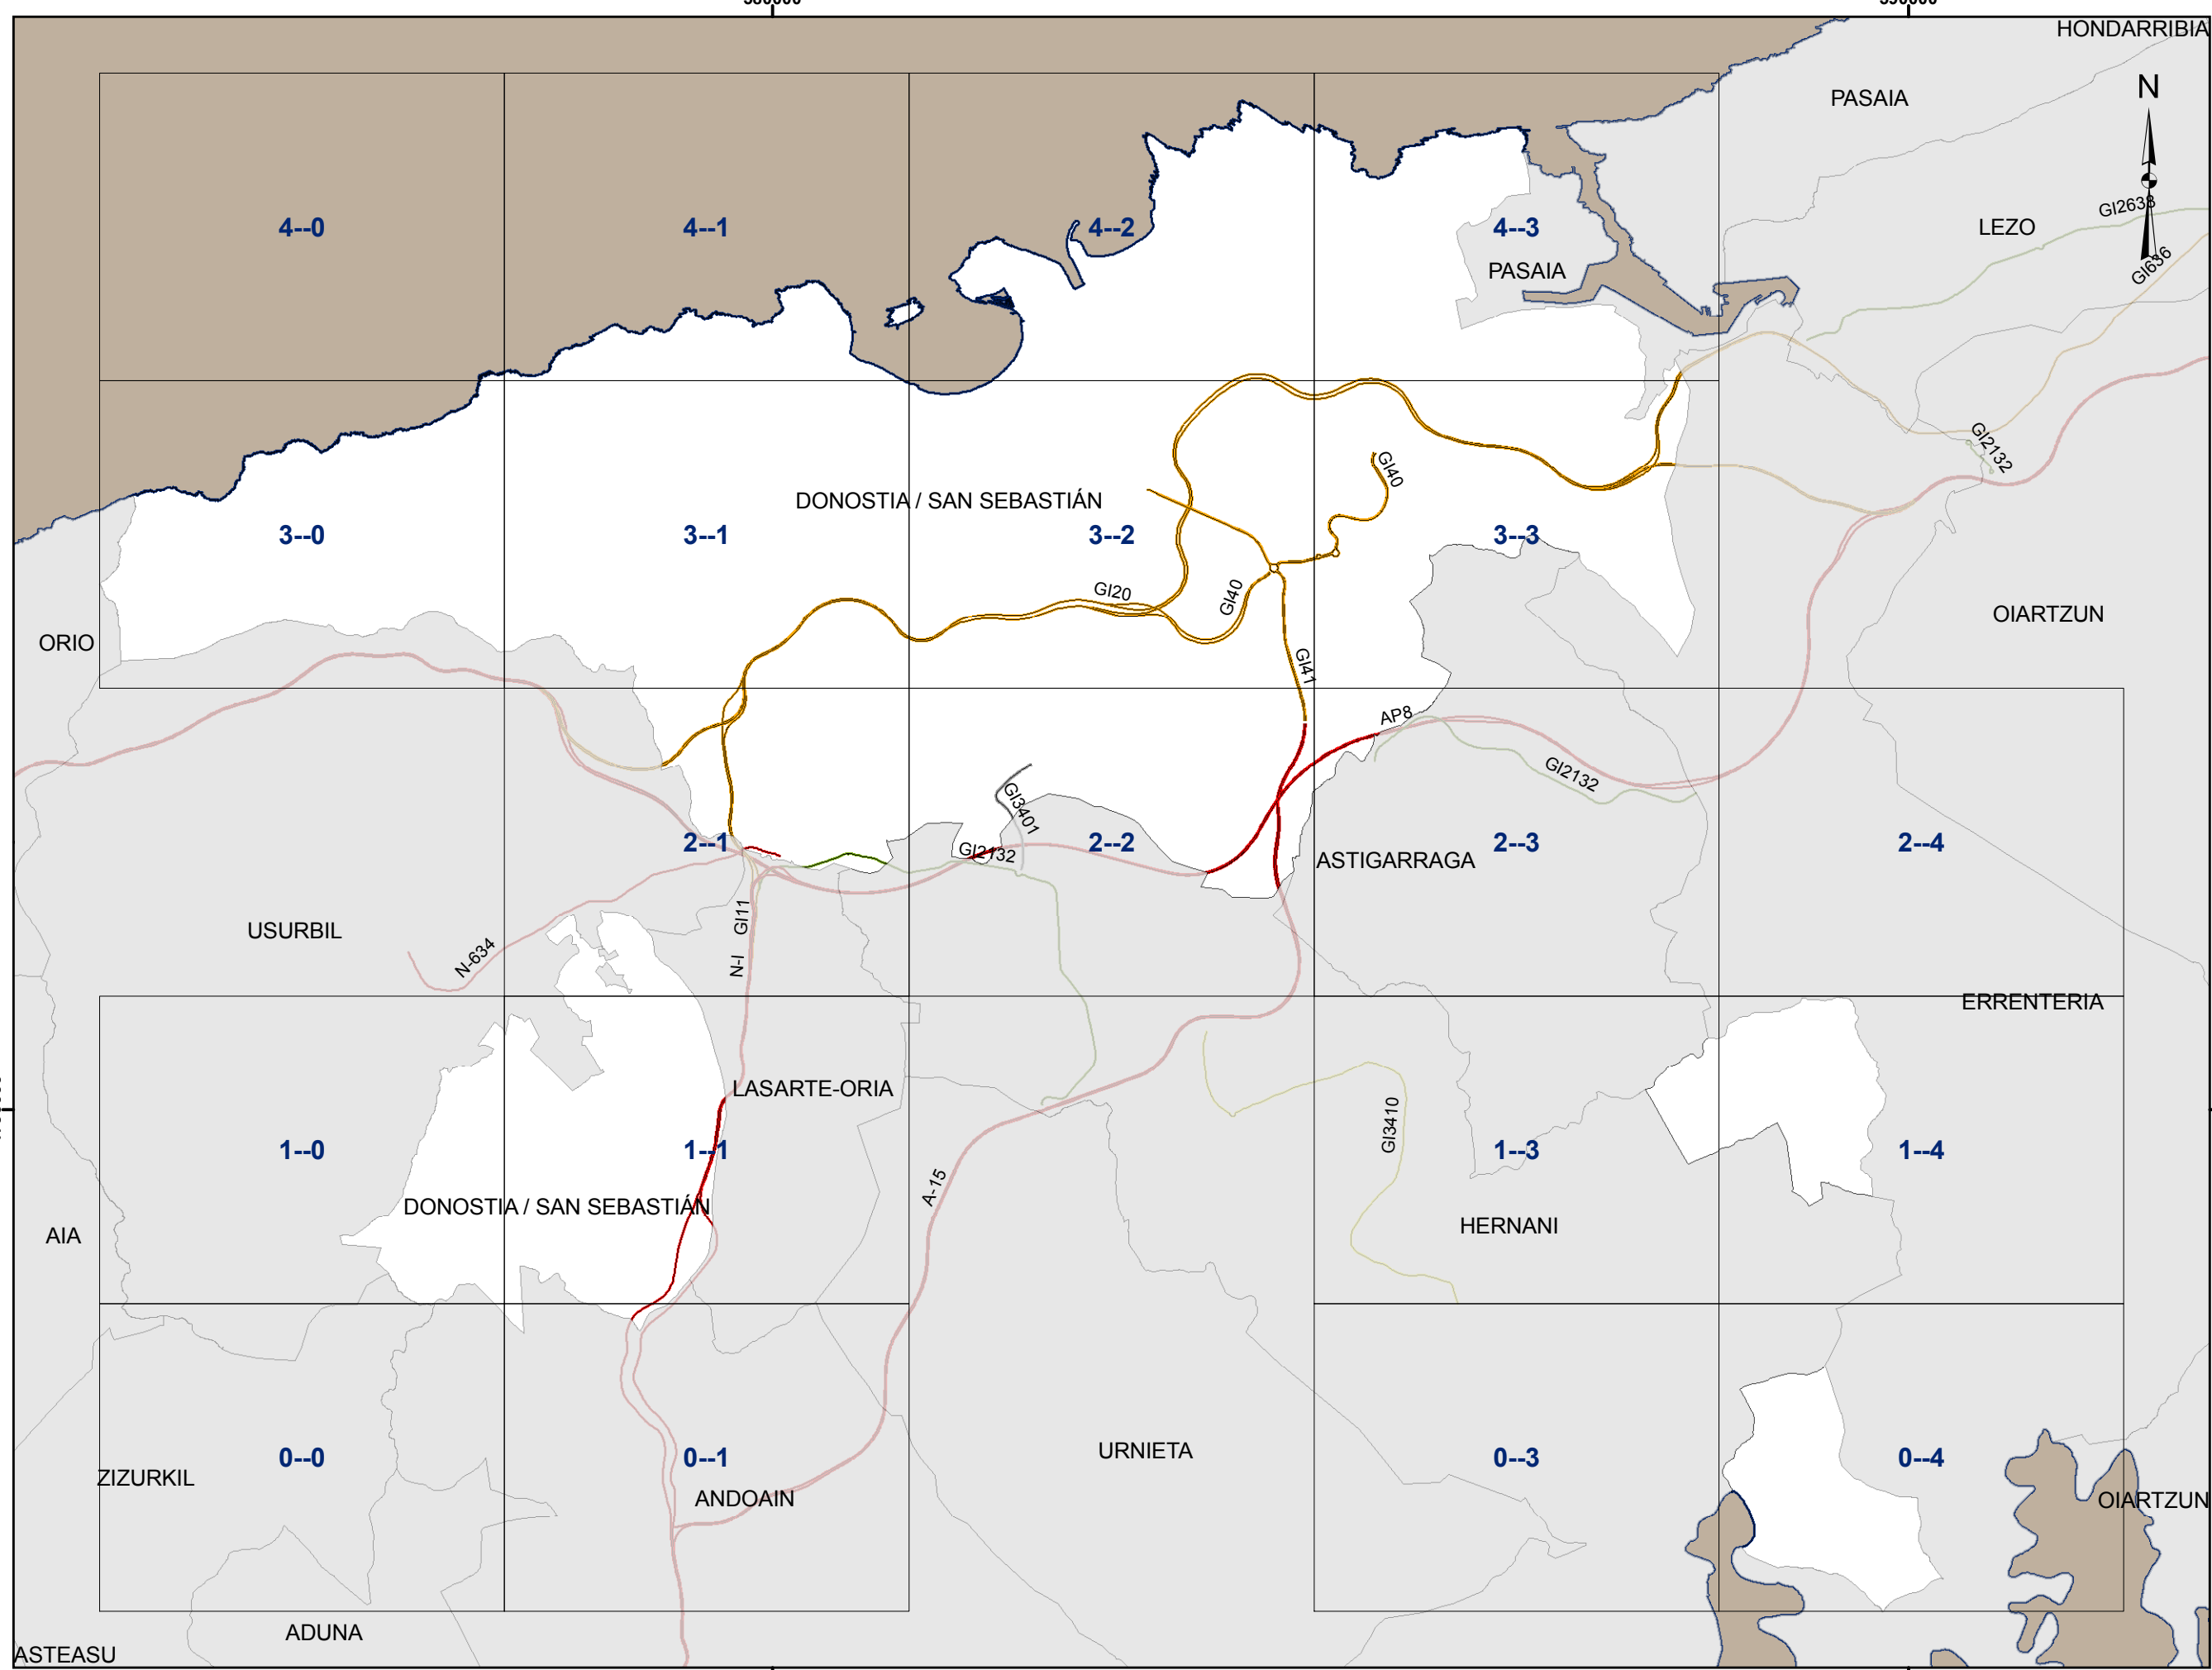 HONDARRIBIA
N
PASAIA
GI2638
4--0
4--1
4--2
4--3
LEZO
PASAIA
GI636
GI2132
GI40
DONOSTIA / SAN SEBASTIÁN
3--0
3--1
3--2
3--3
GI20
GI40
OIARTZUN
ORIO
GI41
AP8
GI2132
GI3401
2--1
2--2
2--3
2--4
GI2132
ASTIGARRAGA
USURBIL
GI11
N-634
N-I
ERRENTERIA
LASARTE-ORIA
GI3410
1--0
1--1
1--3
1--4
A-15
DONOSTIA / SAN SEBASTIÁN
AIA
HERNANI
URNIETA
0--0
0--1
0--3
0--4
ZIZURKIL
ANDOAIN
OIARTZUN
ADUNA
ASTEASU